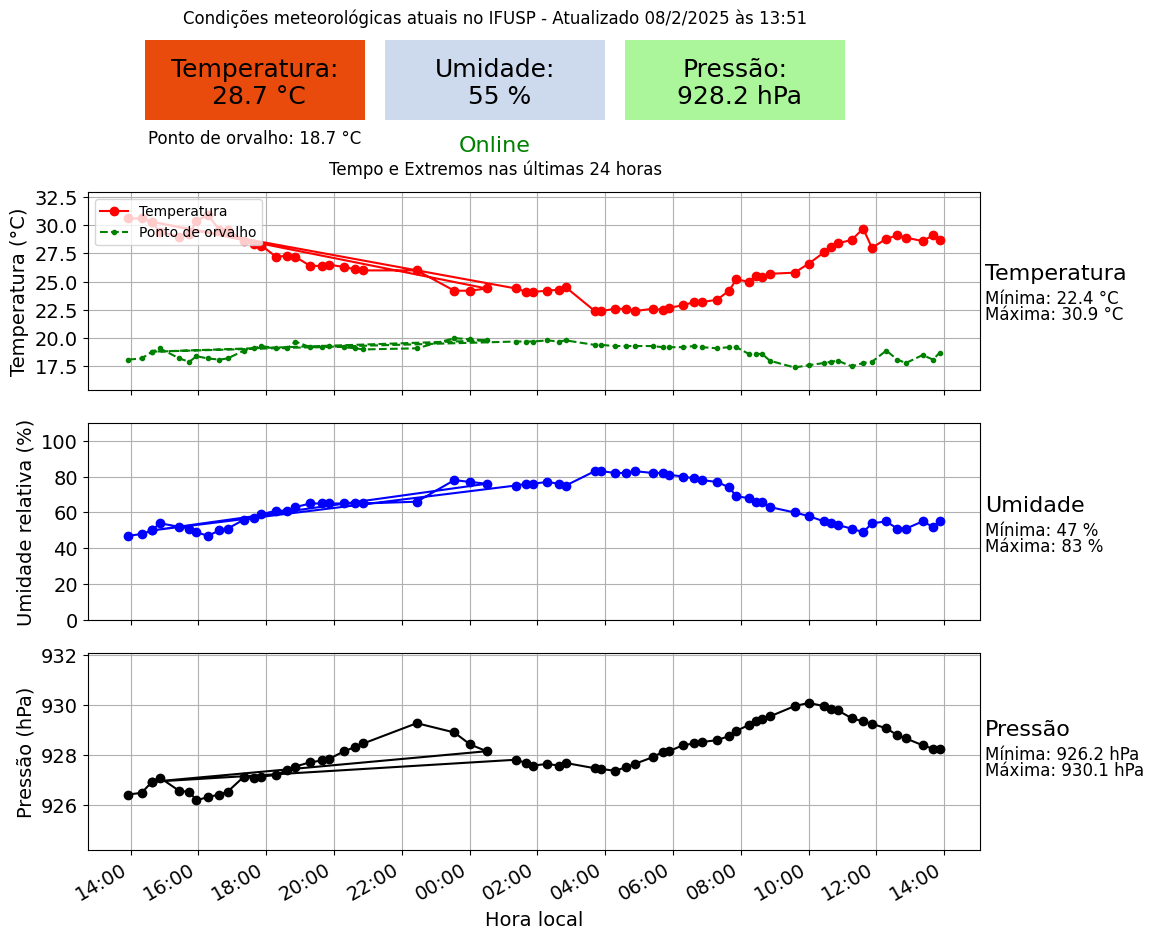 Condições meteorológicas atuais no IFUSP - Atualizado 08/2/2025 às 13:51
Temperatura:
28.7 °C
Umidade:
55 %
Pressão:
928.2 hPa
Ponto de orvalho: 18.7 °C
Online
Tempo e Extremos nas últimas 24 horas
Temperatura (°C)
32.5
30.0
27.5
25.0
22.5
20.0
17.5
Temperatura
Ponto de orvalho
Temperatura
Mínima: 22.4 °C
Máxima: 30.9 °C
Umidade relativa (%)
100
80
60
40
20
0
Umidade
Mínima: 47 %
Máxima: 83 %
Pressão (hPa)
932
930
928
926
Pressão
Mínima: 926.2 hPa
Máxima: 930.1 hPa
14:00 16:00 18:00 20:00 22:00 00:00 02:00 04:00 06:00 08:00 10:00 12:00 14:00
Hora local